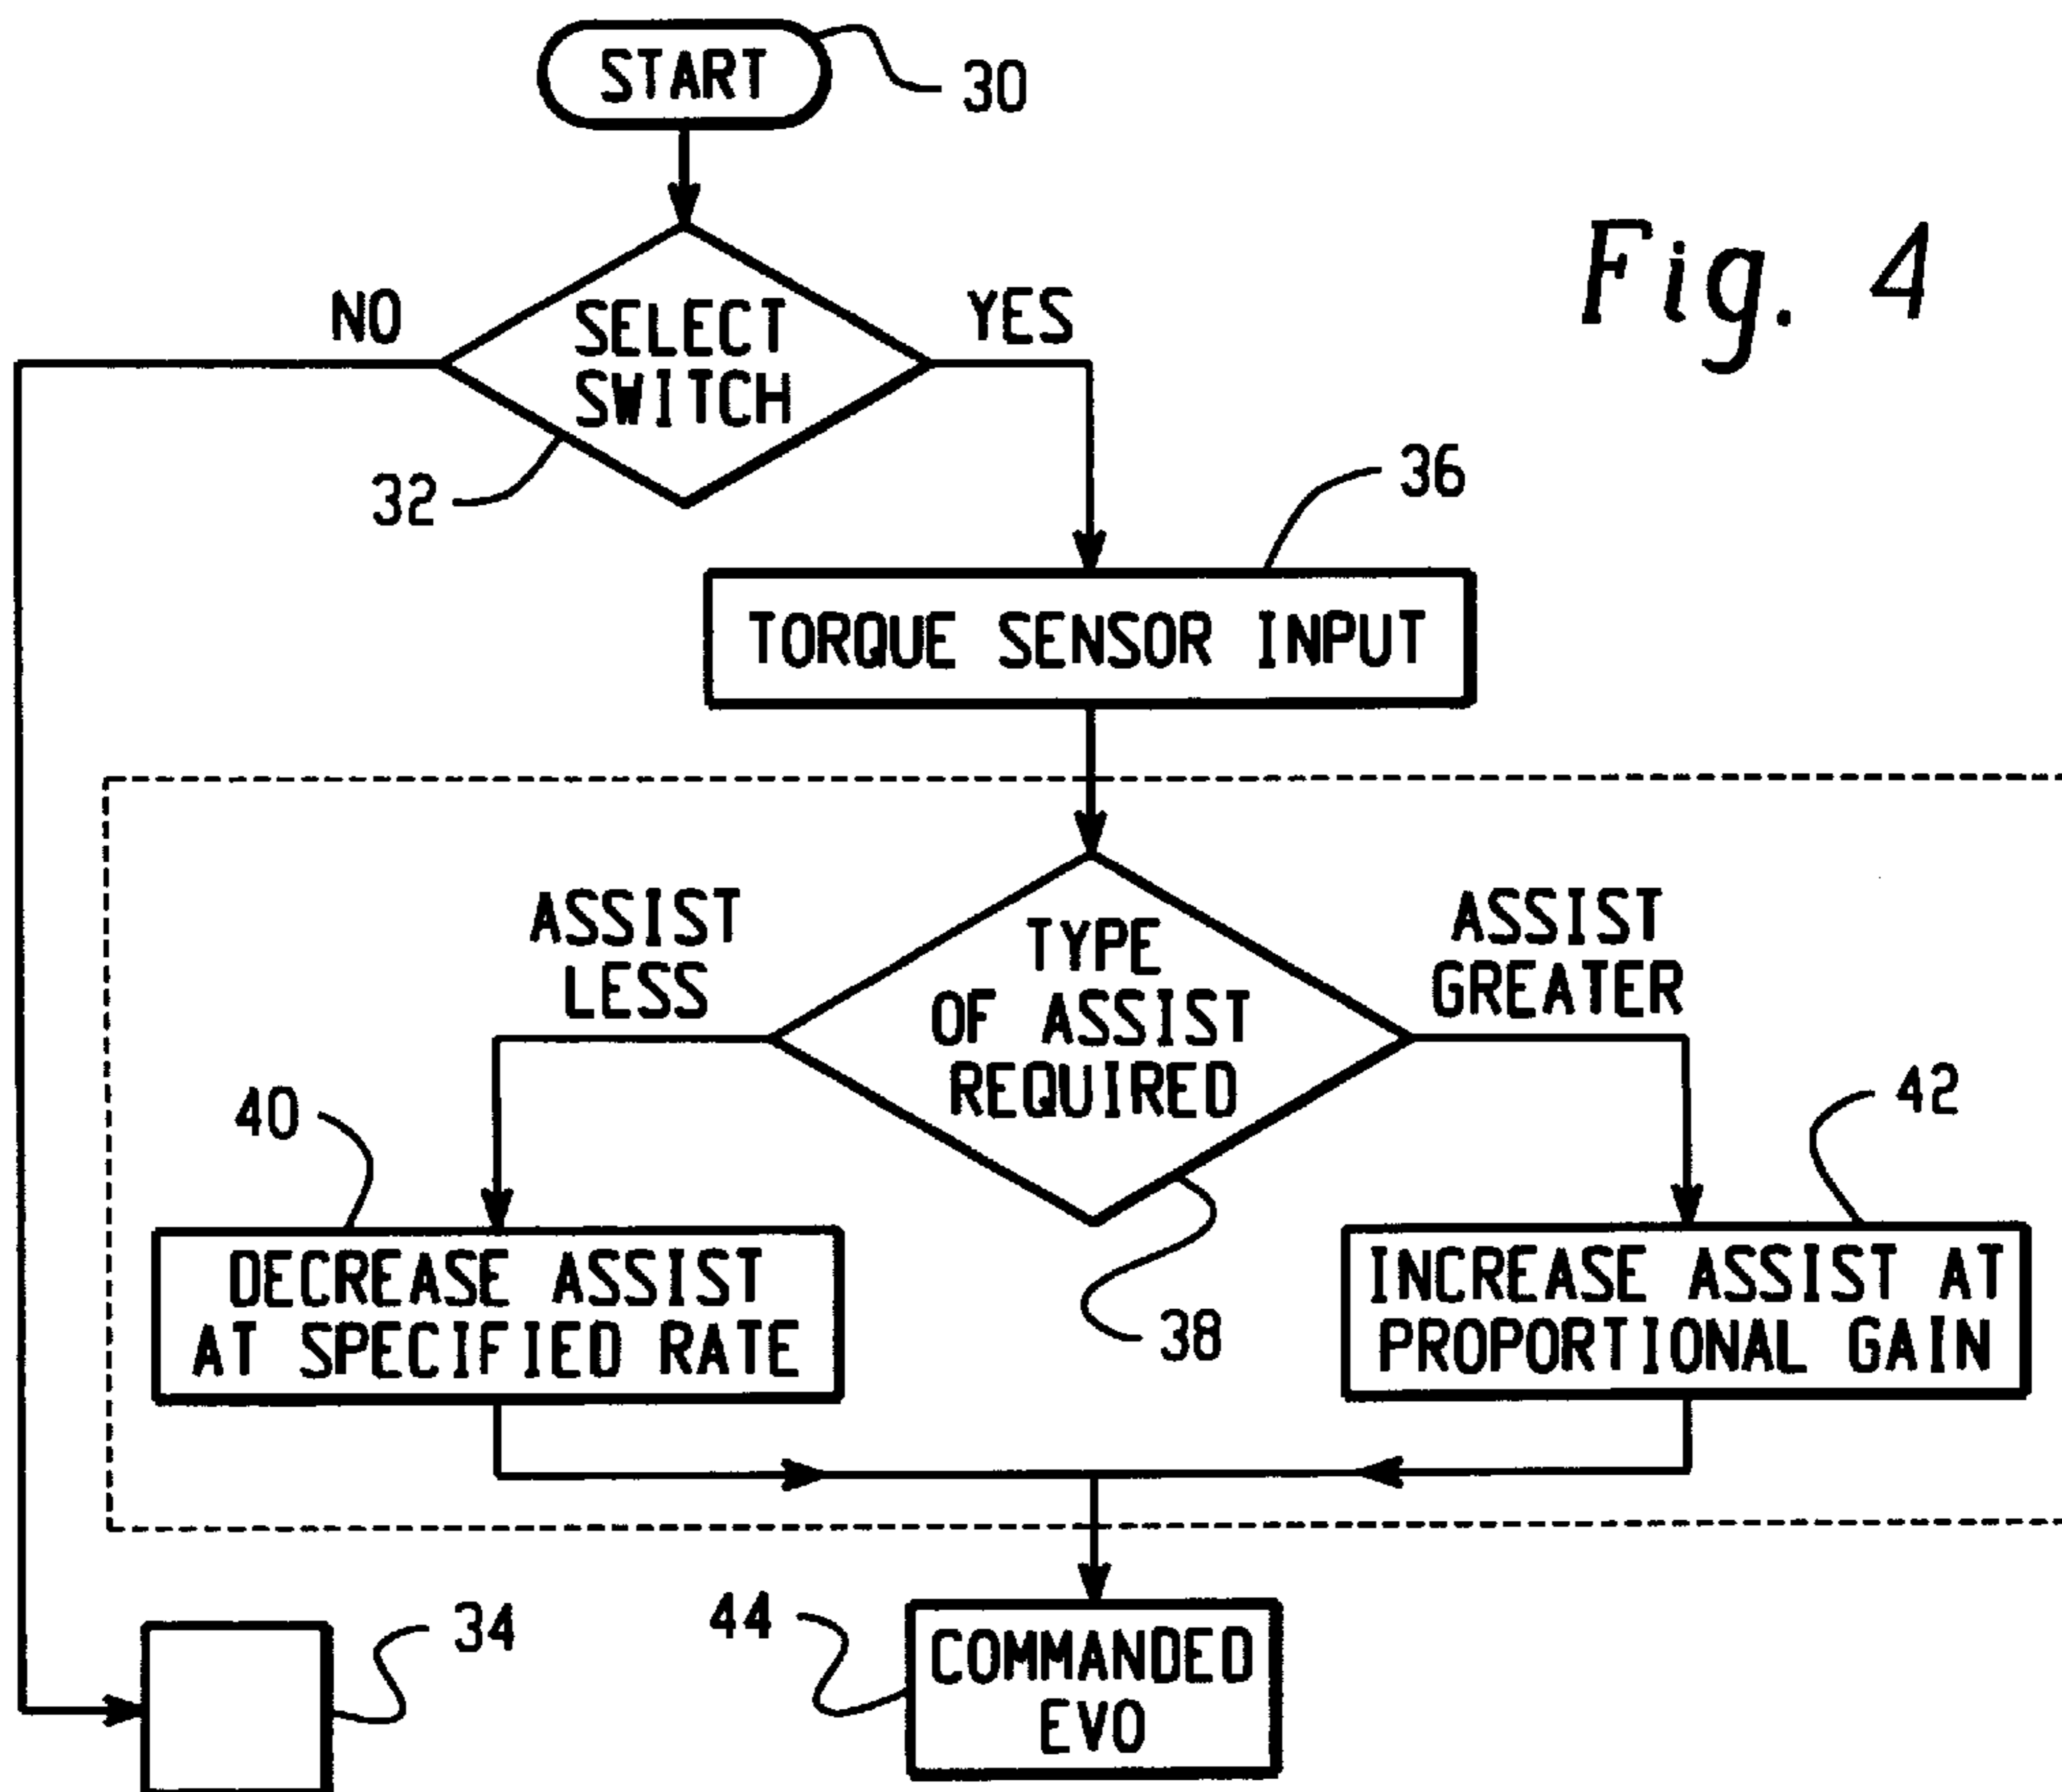 START
30
Fig. 4
NO
SELECT
SWITCH
YES
32
36
TORQUE SENSOR INPUT
ASSIST
LESS
TYPE
OF ASSIST
REQUIRED
ASSIST
GREATER
40
42
DECREASE ASSIST
AT SPECIFIED RATE
38
INCREASE ASSIST AT
PROPORTIONAL GAIN
34
44
COMMANDED
EVO